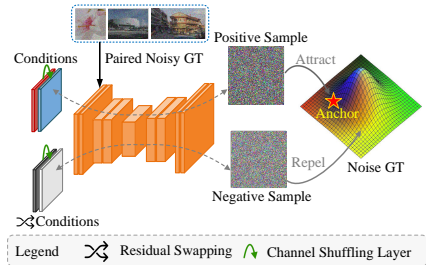 Positive Sample
Conditions
Paired Noisy GT
Attract
Anchor
Repel
Noise GT
Negative Sample
Conditions
Legend
Residual Swapping
Channel Shuffling Layer